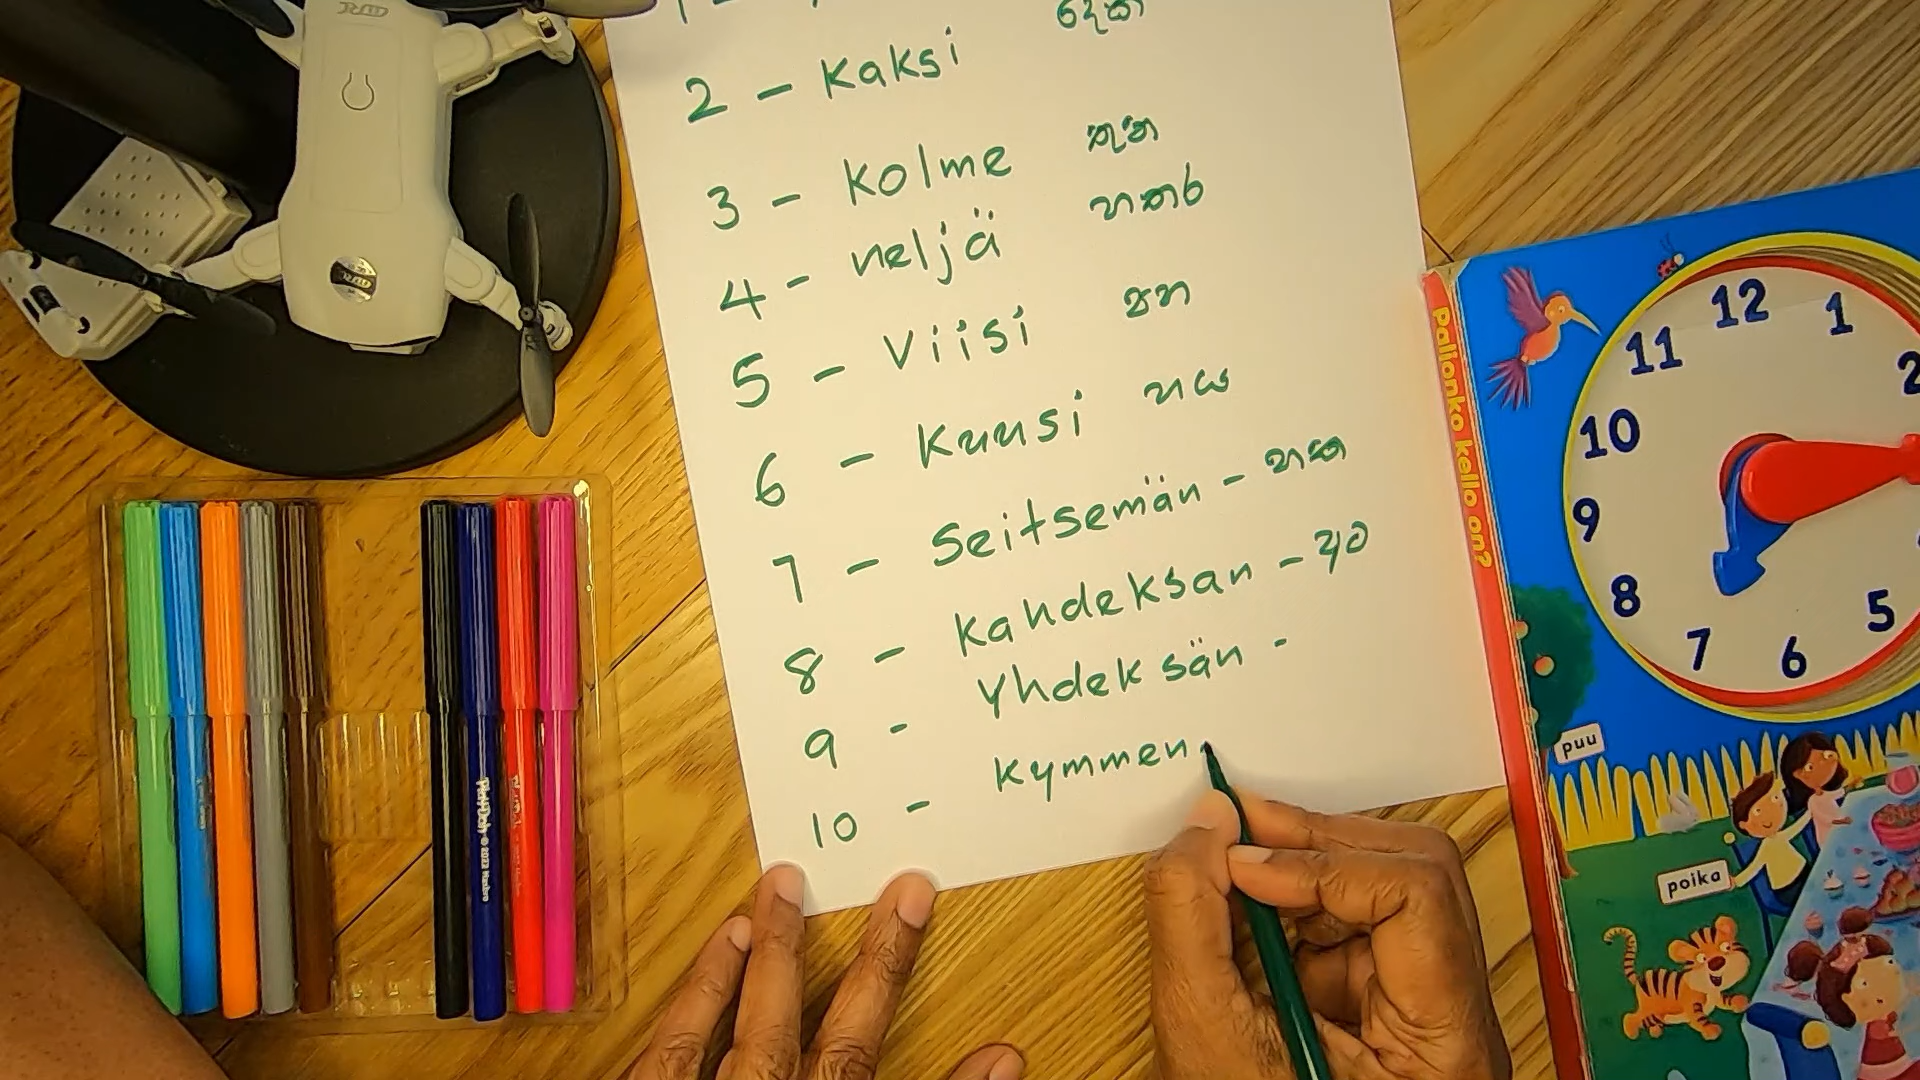 2 - Kaksi දෙක
3 - Kolme තුන
4 - neljä හතර
5 - Viisi පහ
6 - Kuusi හය
7 - Seitsemän - හත
8 - Kahdeksan - අට
9 - Yhdeksän -
10 - Kymmen
Paljonko kello on?
12
1
2
11
10
9
8
7
6
5
puu
poika